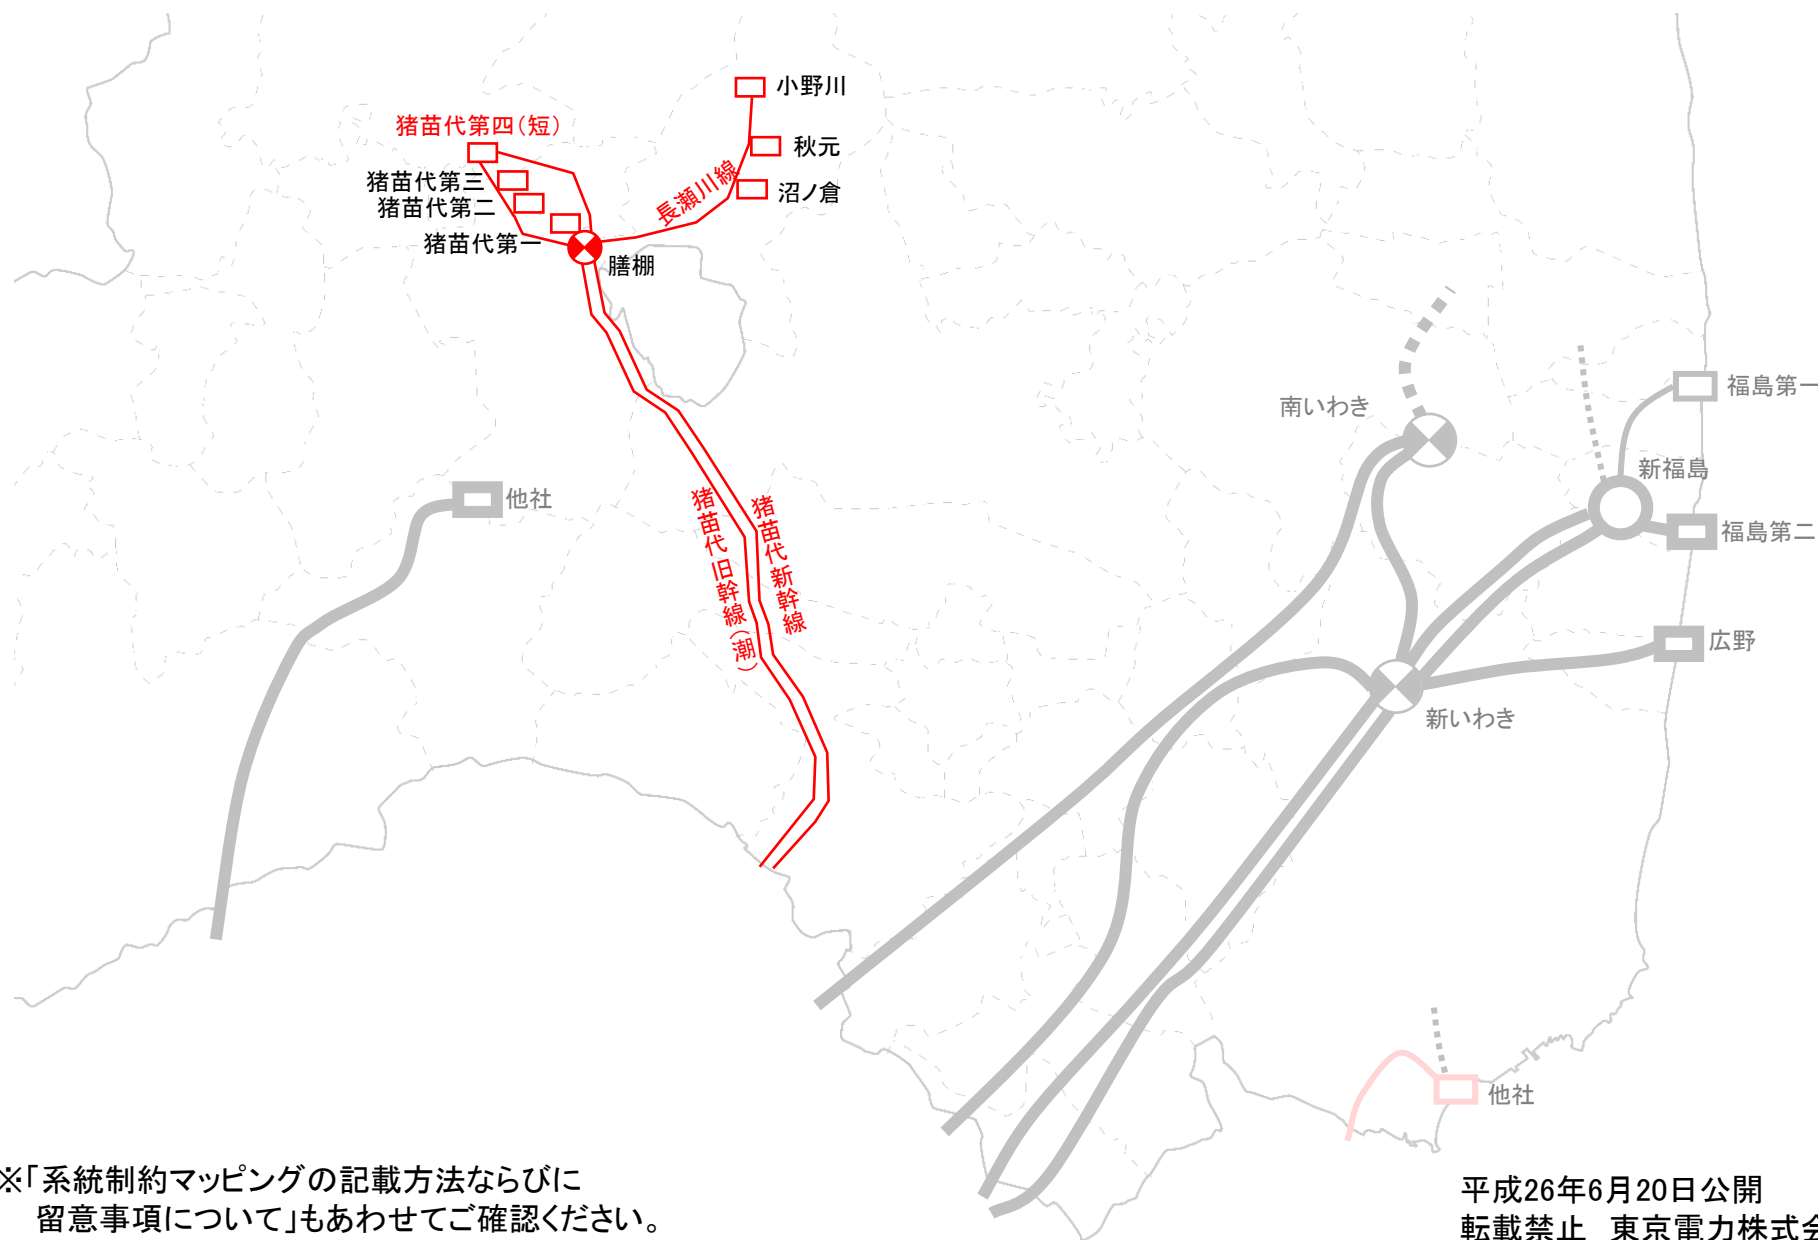 小野川
猪苗代第四(短)
秋元
猪苗代第三
長瀬川線
沼ノ倉
猪苗代第二
猪苗代第一
膳棚
福島第一
南いわき
新福島
他社
猪苗代旧幹線(潮)
猪苗代新幹線
福島第二
広野
新いわき
他社
※「系統制約マッピングの記載方法ならびに
留意事項について」もあわせてご確認ください。
平成26年6月20日公開
転載禁止 東京電力株式会